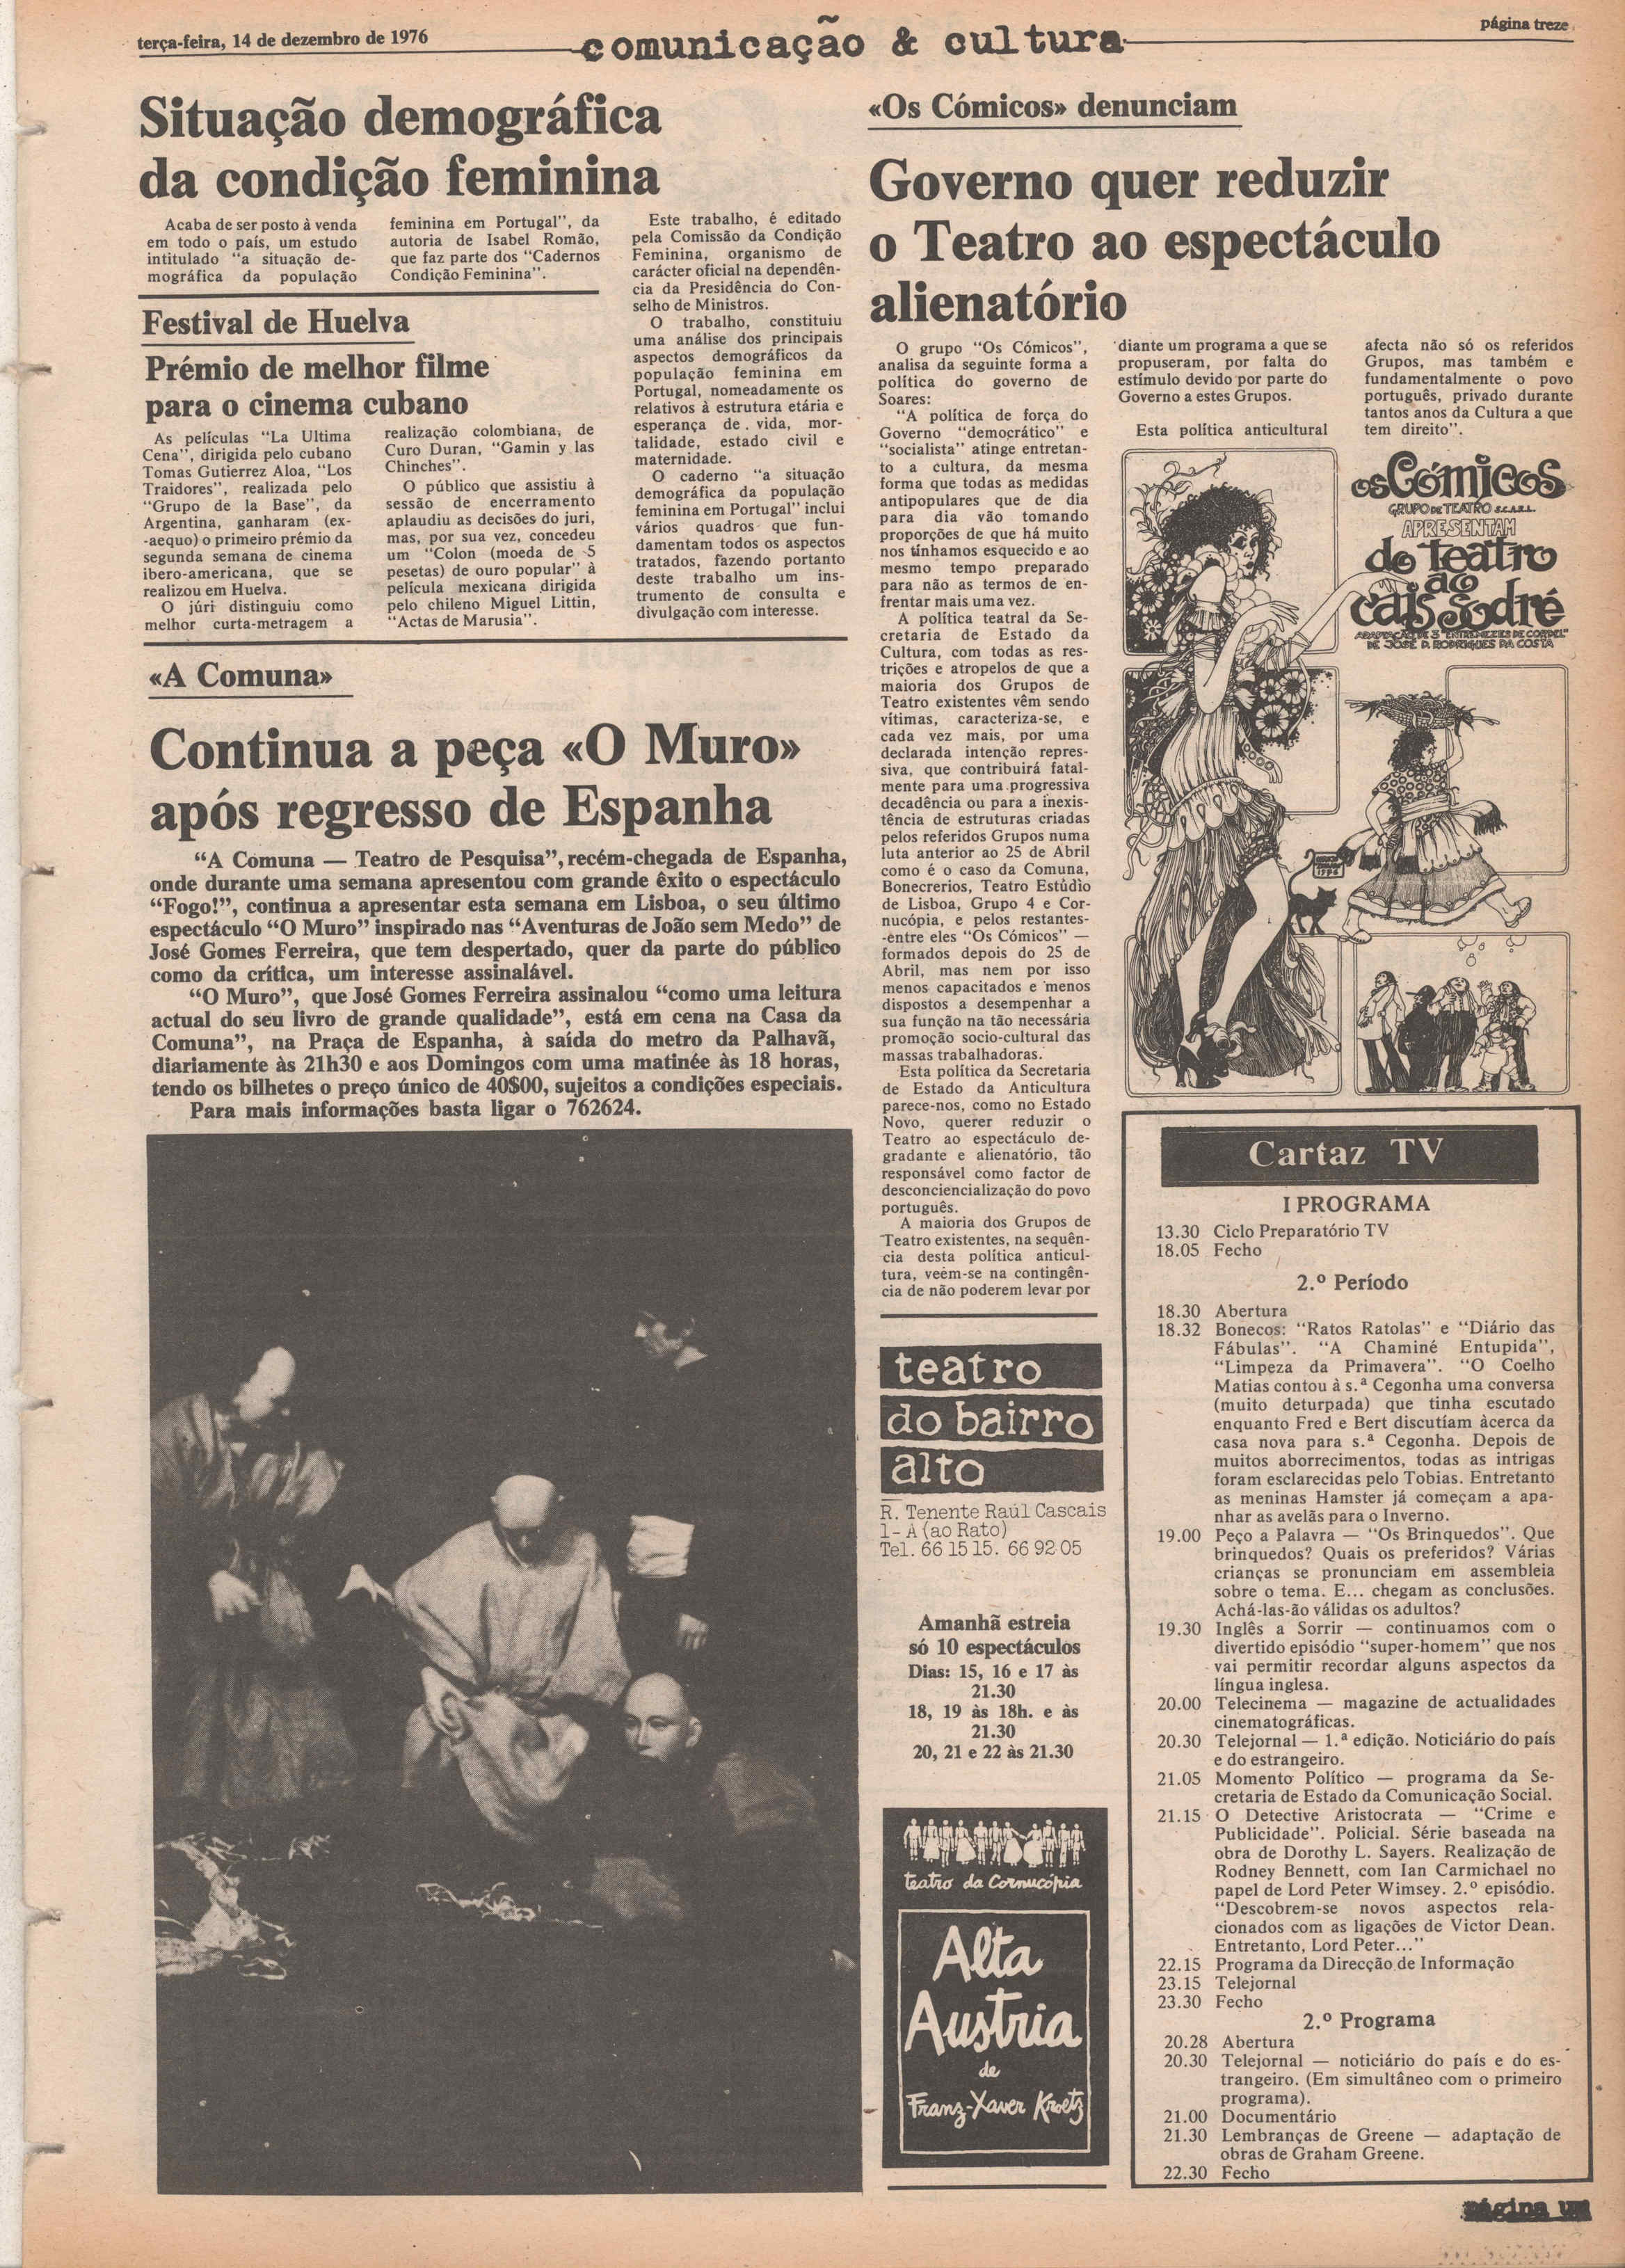 terça-feira, 14 de dezembro de 1976
comunicação & cultura
página treze
Situação demográfica
da condição feminina
Acaba de ser posto à venda
em todo o país, um estudo
intitulado "a situação de-
mográfica da população
feminina em Portugal", da
autoria de Isabel Romão,
que faz parte dos "Cadernos
Condição Feminina".
Este trabalho, é editado
pela Comissão da Condição
Feminina, organismo de
carácter oficial na dependên-
cia da Presidência do Con-
selho de Ministros.
O trabalho, constituiu
uma análise dos principais
aspectos demográficos da
população feminina em
Portugal, nomeadamente os
relativos à estrutura etária e
esperança de vida, mor-
talidade, estado civil e
maternidade.
O caderno "a situação
demográfica da população
feminina em Portugal" inclui
vários quadros que fun-
damentam todos os aspectos
tratados, fazendo portanto
deste trabalho um ins-
trumento de consulta e
divulgação com interesse.
Festival de Huelva
Prémio de melhor filme
para o cinema cubano
As películas "La Ultima
Cena", dirigida pelo cubano
Tomas Gutierrez Aloa, "Los
Traidores", realizada pelo
"Grupo de la Base", da
Argentina, ganharam (ex-
-aequo) o primeiro prémio da
segunda semana de cinema
ibero-americana, que se
realizou em Huelva.
O júri distinguiu como
melhor curta-metragem a
realização colombiana, de
Curo Duran, "Gamin y las
Chinches".
O público que assistiu à
sessão de encerramento
aplaudiu as decisões do juri,
mas, por sua vez, concedeu
um "Colon (moeda de 5
pesetas) de ouro popular" à
película mexicana dirigida
pelo chileno Miguel Littin,
"Actas de Marusia".
«A Comuna»
Continua a peça «O Muro»
após regresso de Espanha
"A Comuna — Teatro de Pesquisa", recém-chegada de Espanha,
onde durante uma semana apresentou com grande êxito o espectáculo
"Fogo!", continua a apresentar esta semana em Lisboa, o seu último
espectáculo "O Muro" inspirado nas "Aventuras de João sem Medo" de
José Gomes Ferreira, que tem despertado, quer da parte do público
como da crítica, um interesse assinalável.
"O Muro", que José Gomes Ferreira assinalou "como uma leitura
actual do seu livro de grande qualidade", está em cena na Casa da
Comuna", na Praça de Espanha, à saída do metro da Palhavã,
diariamente às 21h30 e aos Domingos com uma matinée às 18 horas,
tendo os bilhetes o preço único de 40$00, sujeitos a condições especiais.
Para mais informações basta ligar o 762624.
«Os Cómicos» denunciam
Governo quer reduzir
o Teatro ao espectáculo
alienatório
O grupo "Os Cómicos",
analisa da seguinte forma a
política do governo de
Soares:
"A política de força do
Governo "democrático" e
"socialista" atinge entretan-
to a cultura, da mesma
forma que todas as medidas
antipopulares que de dia
para dia vão tomando
proporções de que há muito
nos tínhamos esquecido e ao
mesmo tempo preparado
para não as termos de en-
frentar mais uma vez.
A política teatral da Se-
cretaria de Estado da
Cultura, com todas as res-
trições e atropelos de que a
maioria dos Grupos de
Teatro existentes vêm sendo
vítimas, caracteriza-se, e
cada vez mais, por uma
declarada intenção repres-
siva, que contribuirá fatal-
mente para uma progressiva
decadência ou para a inexis-
tência de estruturas criadas
pelos referidos Grupos numa
luta anterior ao 25 de Abril
como é o caso da Comuna,
Bonecrerios, Teatro Estúdio
de Lisboa, Grupo 4 e Cor-
nucópia, e pelos restantes-
-entre eles "Os Cómicos" —
formados depois do 25 de
Abril, mas nem por isso
menos capacitados e menos
dispostos a desempenhar a
sua função na tão necessária
promoção socio-cultural das
massas trabalhadoras.
Esta política da Secretaria
de Estado da Anticultura
parece-nos, como no Estado
Novo, querer reduzir o
Teatro ao espectáculo de-
gradante e alienatório, tão
responsável como factor de
desconciencialização do povo
português.
A maioria dos Grupos de
Teatro existentes, na sequên-
cia desta política anticul-
tura, veêm-se na contingên-
cia de não poderem levar por
diante um programa a que se
propuseram, por falta do
estímulo devido por parte do
Governo a estes Grupos.
Esta política anticultural
afecta não só os referidos
Grupos, mas também e
fundamentalmente o povo
português, privado durante
tantos anos da Cultura a que
tem direito".
os Cómicos
GRUPO DE TEATRO S.C.A.R.L.
APRESENTAM
do teatro
ao
cais sodré
ADAPTAÇÃO DE 3 "ENTREMEZES DE CORDEL"
DE JOSÉ D. RODRIGUES DA COSTA
teatro
do bairro
alto
R. Tenente Raúl Cascais
1-A (ao Rato)
Tel. 66 15 15. 66 92 05
Amanhã estreia
só 10 espectáculos
Dias: 15, 16 e 17 às
21.30
18, 19 às 18h. e às
21.30
20, 21 e 22 às 21.30
teatro da Cornucópia
Alta
Austria
de
Franz-Xaver Kroetz
Cartaz TV
I PROGRAMA
13.30 Ciclo Preparatório TV
18.05 Fecho
2.º Período
18.30 Abertura
18.32 Bonecos: "Ratos Ratolas" e "Diário das
Fábulas". "A Chaminé Entupida",
"Limpeza da Primavera". "O Coelho
Matias contou à s.ª Cegonha uma conversa
(muito deturpada) que tinha escutado
enquanto Fred e Bert discutíam àcerca da
casa nova para s.ª Cegonha. Depois de
muitos aborrecimentos, todas as intrigas
foram esclarecidas pelo Tobias. Entretanto
as meninas Hamster já começam a apa-
nhar as avelãs para o Inverno.
19.00 Peço a Palavra — "Os Brinquedos". Que
brinquedos? Quais os preferidos? Várias
crianças se pronunciam em assembleia
sobre o tema. E... chegam as conclusões.
Achá-las-ão válidas os adultos?
19.30 Inglês a Sorrir — continuamos com o
divertido episódio "super-homem" que nos
vai permitir recordar alguns aspectos da
língua inglesa.
20.00 Telecinema — magazine de actualidades
cinematográficas.
20.30 Telejornal — 1.ª edição. Noticiário do país
e do estrangeiro.
21.05 Momento Político — programa da Se-
cretaria de Estado da Comunicação Social.
21.15 O Detective Aristocrata — "Crime e
Publicidade". Policial. Série baseada na
obra de Dorothy L. Sayers. Realização de
Rodney Bennett, com Ian Carmichael no
papel de Lord Peter Wimsey. 2.º episódio.
"Descobrem-se novos aspectos rela-
cionados com as ligações de Victor Dean.
Entretanto, Lord Peter..."
22.15 Programa da Direcção de Informação
23.15 Telejornal
23.30 Fecho
2.º Programa
20.28 Abertura
20.30 Telejornal — noticiário do país e do es-
trangeiro. (Em simultâneo com o primeiro
programa).
21.00 Documentário
21.30 Lembranças de Greene — adaptação de
obras de Graham Greene.
22.30 Fecho
página um